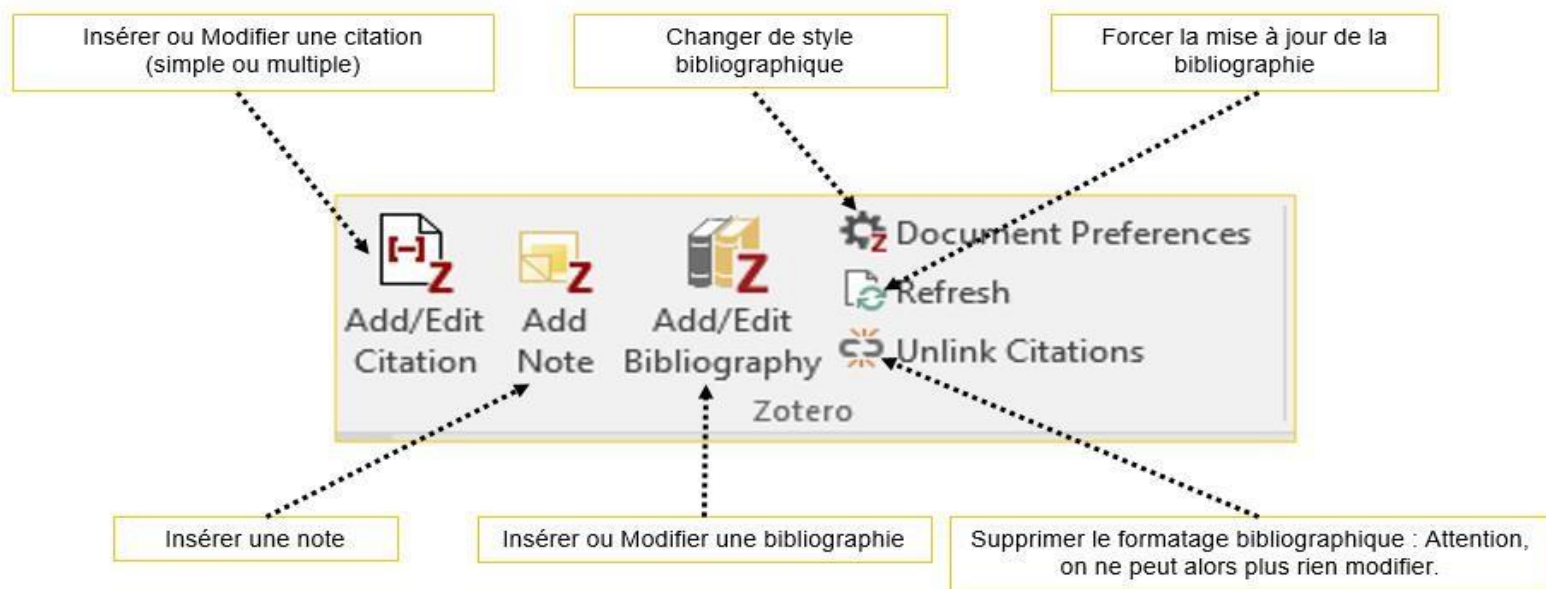 Insérer ou Modifier une citation
(simple ou multiple)
Changer de style
bibliographique
Forcer la mise à jour de la
bibliographie
Add/Edit
Citation
Add
Note
Add/Edit
Bibliography
Document Preferences
Refresh
Unlink Citations
Zotero
Insérer une note
Insérer ou Modifier une bibliographie
Supprimer le formatage bibliographique : Attention,
on ne peut alors plus rien modifier.